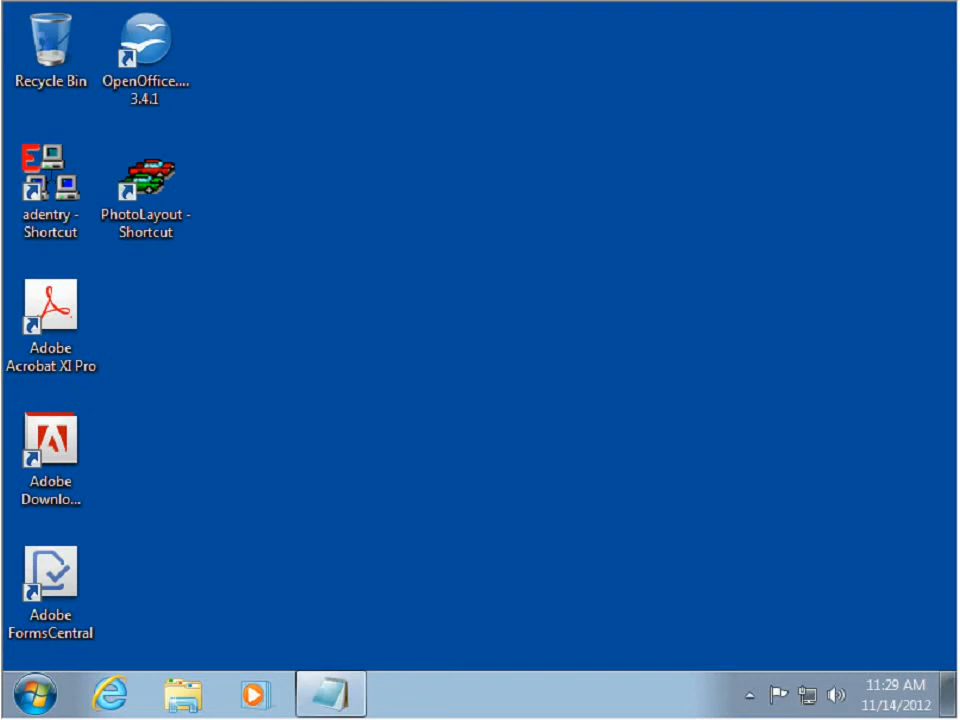 Recycle Bin
OpenOffice....
3.4.1
E
adentry -
Shortcut
PhotoLayout -
Shortcut
Adobe
Acrobat XI Pro
Adobe
Downlo...
Adobe
FormsCentral
11:29 AM
11/14/2012